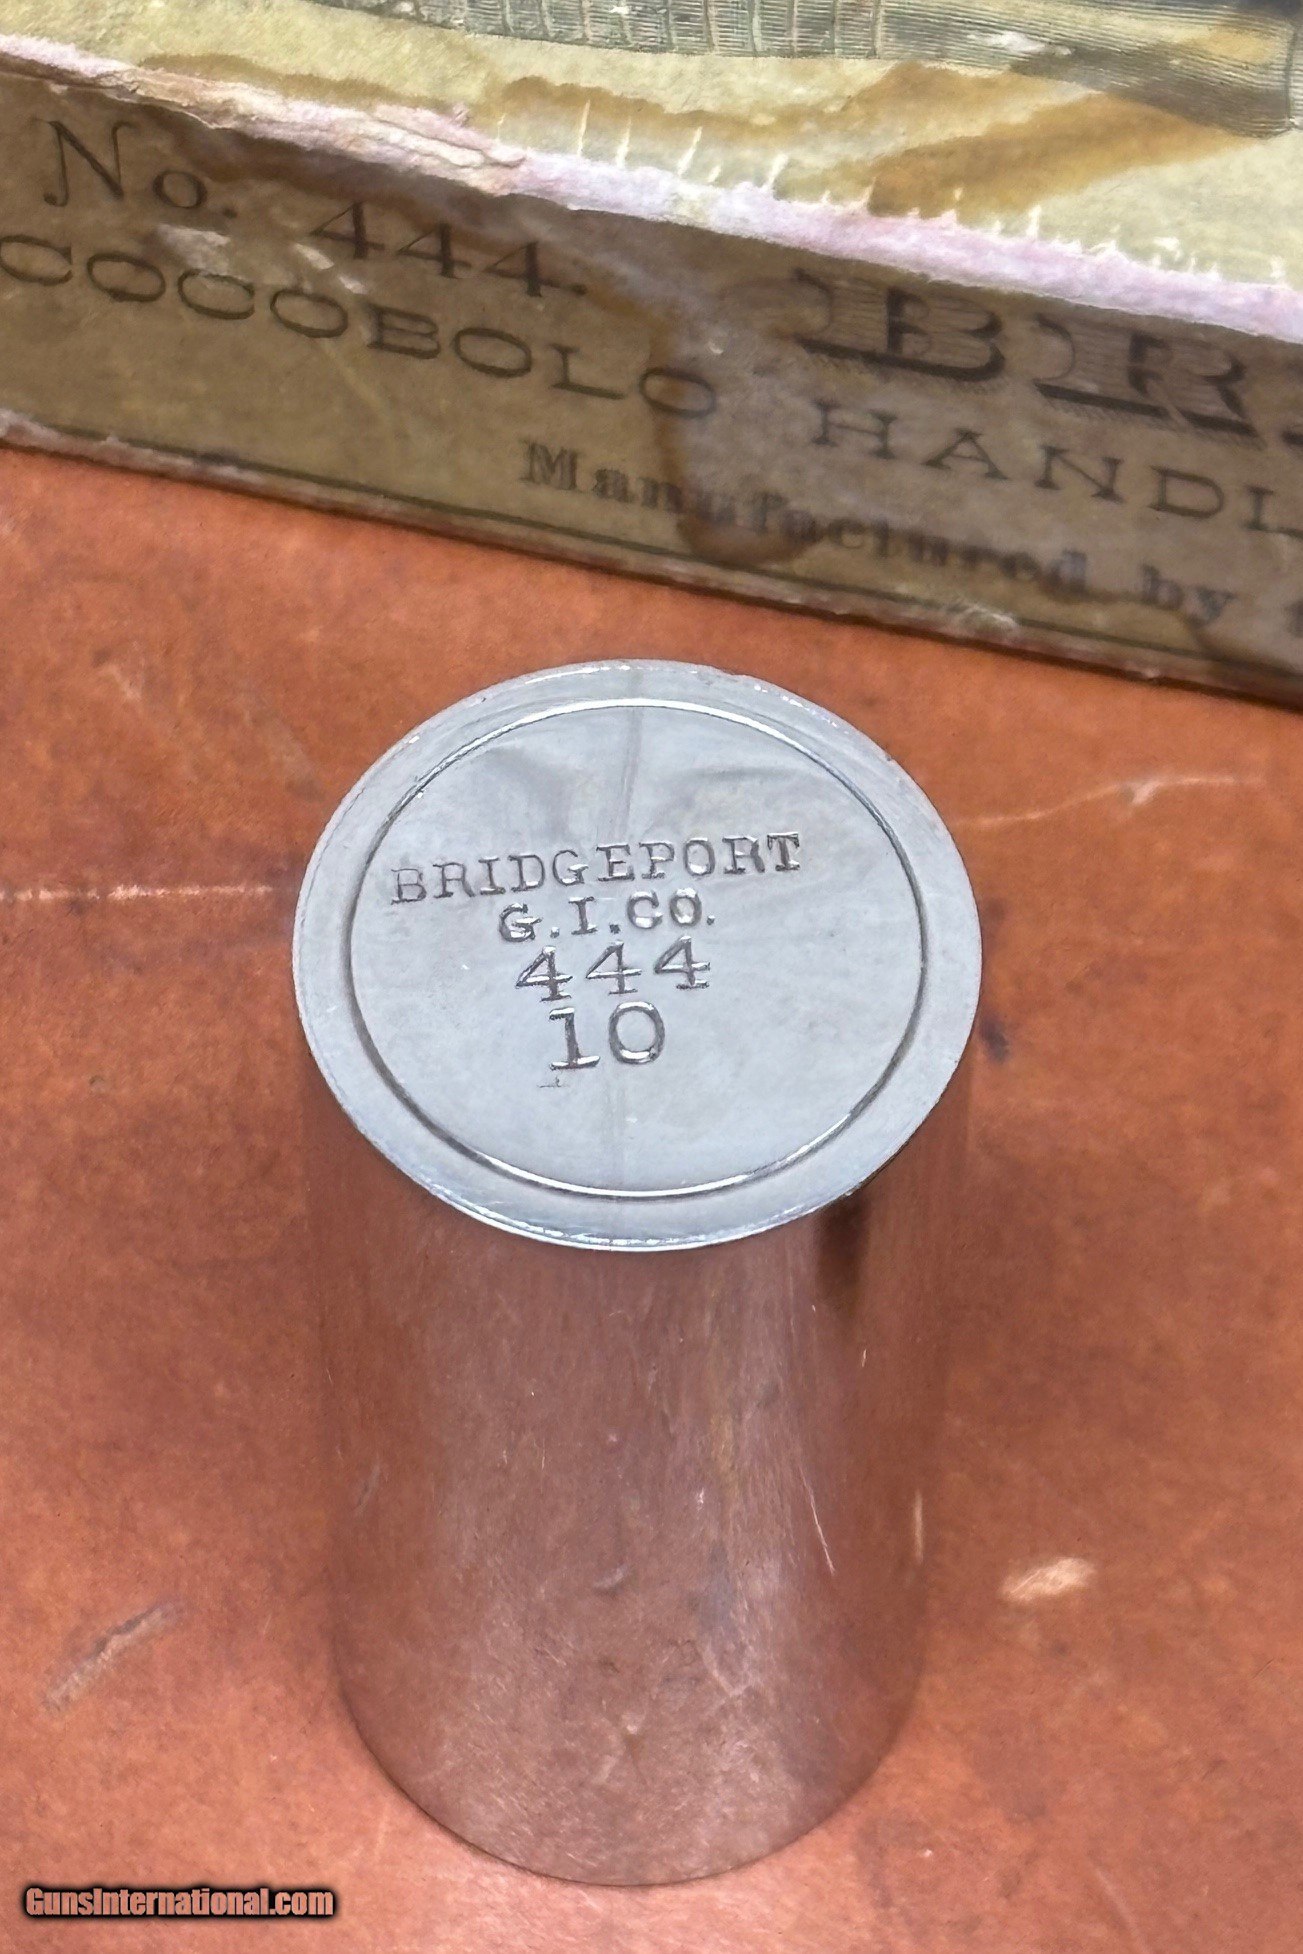 No. 444.
COCOBOLO HANDL
Manufactured by
BRIDGEPORT
G.I.CO.
444
10
GunsInternational.com